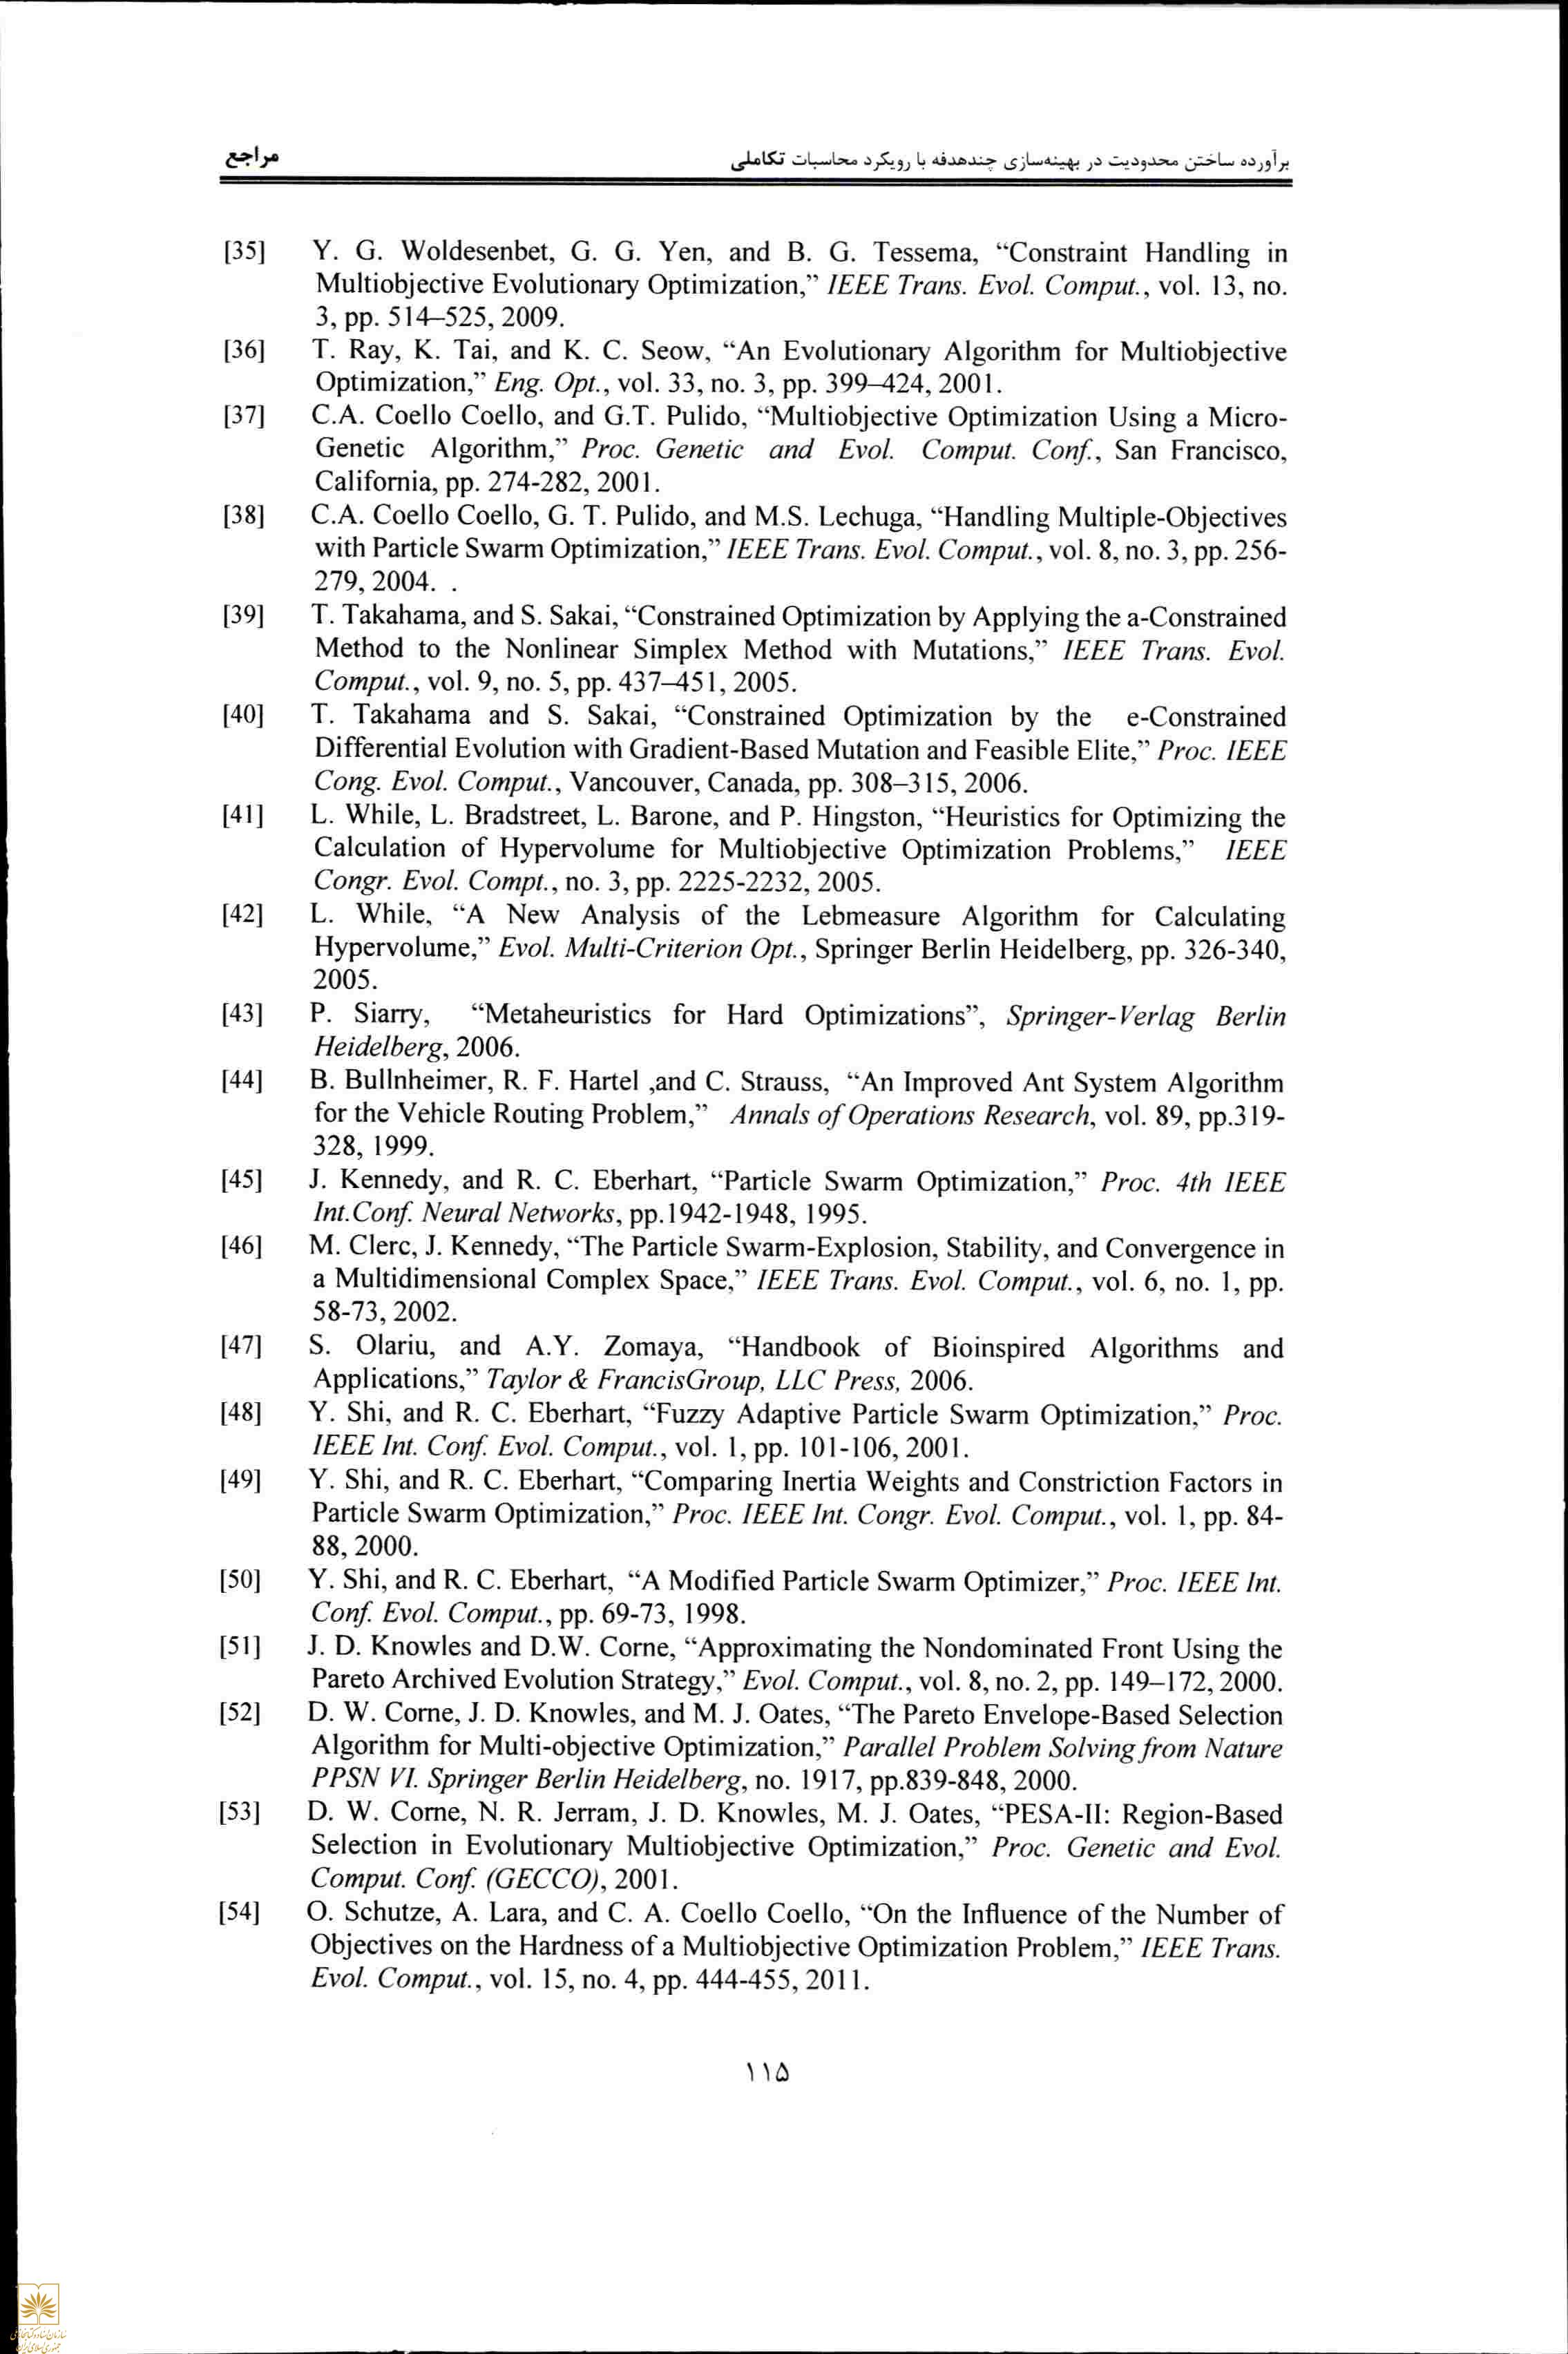 برآورده ساختن محدودیت در بهینه‌سازی چندهدفه با رویکرد محاسبات تکاملی مراجع
[35] Y. G. Woldesenbet, G. G. Yen, and B. G. Tessema, “Constraint Handling in
Multiobjective Evolutionary Optimization,” IEEE Trans. Evol. Comput., vol. 13, no.
3, pp. 514–525, 2009.
[36] T. Ray, K. Tai, and K. C. Seow, “An Evolutionary Algorithm for Multiobjective
Optimization,” Eng. Opt., vol. 33, no. 3, pp. 399–424, 2001.
[37] C.A. Coello Coello, and G.T. Pulido, “Multiobjective Optimization Using a Micro-
Genetic Algorithm,” Proc. Genetic and Evol. Comput. Conf., San Francisco,
California, pp. 274-282, 2001.
[38] C.A. Coello Coello, G. T. Pulido, and M.S. Lechuga, “Handling Multiple-Objectives
with Particle Swarm Optimization,” IEEE Trans. Evol. Comput., vol. 8, no. 3, pp. 256-
279, 2004. .
[39] T. Takahama, and S. Sakai, “Constrained Optimization by Applying the a-Constrained
Method to the Nonlinear Simplex Method with Mutations,” IEEE Trans. Evol.
Comput., vol. 9, no. 5, pp. 437–451, 2005.
[40] T. Takahama and S. Sakai, “Constrained Optimization by the e-Constrained
Differential Evolution with Gradient-Based Mutation and Feasible Elite,” Proc. IEEE
Cong. Evol. Comput., Vancouver, Canada, pp. 308–315, 2006.
[41] L. While, L. Bradstreet, L. Barone, and P. Hingston, “Heuristics for Optimizing the
Calculation of Hypervolume for Multiobjective Optimization Problems,” IEEE
Congr. Evol. Compt., no. 3, pp. 2225-2232, 2005.
[42] L. While, “A New Analysis of the Lebmeasure Algorithm for Calculating
Hypervolume,” Evol. Multi-Criterion Opt., Springer Berlin Heidelberg, pp. 326-340,
2005.
[43] P. Siarry, “Metaheuristics for Hard Optimizations”, Springer-Verlag Berlin
Heidelberg, 2006.
[44] B. Bullnheimer, R. F. Hartel ,and C. Strauss, “An Improved Ant System Algorithm
for the Vehicle Routing Problem,” Annals of Operations Research, vol. 89, pp.319-
328, 1999.
[45] J. Kennedy, and R. C. Eberhart, “Particle Swarm Optimization,” Proc. 4th IEEE
Int.Conf. Neural Networks, pp.1942-1948, 1995.
[46] M. Clerc, J. Kennedy, “The Particle Swarm-Explosion, Stability, and Convergence in
a Multidimensional Complex Space,” IEEE Trans. Evol. Comput., vol. 6, no. 1, pp.
58-73, 2002.
[47] S. Olariu, and A.Y. Zomaya, “Handbook of Bioinspired Algorithms and
Applications,” Taylor & FrancisGroup, LLC Press, 2006.
[48] Y. Shi, and R. C. Eberhart, “Fuzzy Adaptive Particle Swarm Optimization,” Proc.
IEEE Int. Conf. Evol. Comput., vol. 1, pp. 101-106, 2001.
[49] Y. Shi, and R. C. Eberhart, “Comparing Inertia Weights and Constriction Factors in
Particle Swarm Optimization,” Proc. IEEE Int. Congr. Evol. Comput., vol. 1, pp. 84-
88, 2000.
[50] Y. Shi, and R. C. Eberhart, “A Modified Particle Swarm Optimizer,” Proc. IEEE Int.
Conf. Evol. Comput., pp. 69-73, 1998.
[51] J. D. Knowles and D.W. Corne, “Approximating the Nondominated Front Using the
Pareto Archived Evolution Strategy,” Evol. Comput., vol. 8, no. 2, pp. 149–172, 2000.
[52] D. W. Corne, J. D. Knowles, and M. J. Oates, “The Pareto Envelope-Based Selection
Algorithm for Multi-objective Optimization,” Parallel Problem Solving from Nature
PPSN VI. Springer Berlin Heidelberg, no. 1917, pp.839-848, 2000.
[53] D. W. Corne, N. R. Jerram, J. D. Knowles, M. J. Oates, “PESA-II: Region-Based
Selection in Evolutionary Multiobjective Optimization,” Proc. Genetic and Evol.
Comput. Conf. (GECCO), 2001.
[54] O. Schutze, A. Lara, and C. A. Coello Coello, “On the Influence of the Number of
Objectives on the Hardness of a Multiobjective Optimization Problem,” IEEE Trans.
Evol. Comput., vol. 15, no. 4, pp. 444-455, 2011.
۱۱۵
سازمان اسناد و کتابخانه ملی
جمهوری اسلامی ایران